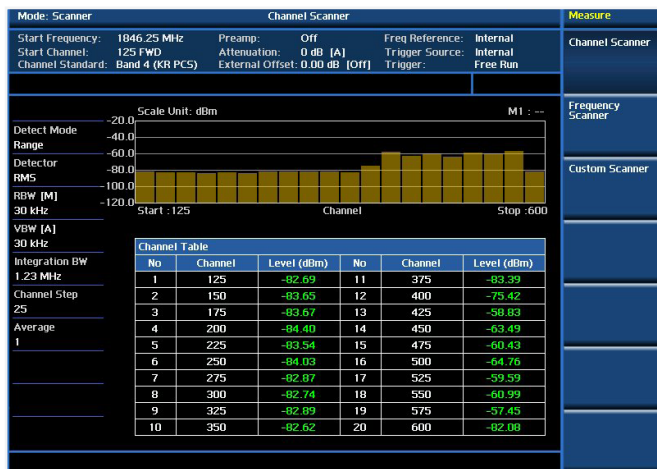 Mode: Scanner Channel Scanner Measure
Start Frequency: 1846.25 MHz Preamp: Off Freq Reference: Internal
Start Channel: 125 FWD Attenuation: 0 dB [A] Trigger Source: Internal
Channel Standard: Band 4 (KR PCS) External Offset: 0.00 dB [Off] Trigger: Free Run
Channel Scanner
Frequency
Scanner
Custom Scanner
Detect Mode
Range
Detector
RMS
RBW [M]
30 kHz
VBW [A]
30 kHz
Integration BW
1.23 MHz
Channel Step
25
Average
1
Scale Unit: dBm M1 : --
-20.0
-40.0
-60.0
-80.0
-100.0
-120.0
Start :125 Channel Stop :600
Channel Table
No Channel Level (dBm) No Channel Level (dBm)
1 125 -82.69 11 375 -83.39
2 150 -83.65 12 400 -75.42
3 175 -83.67 13 425 -58.83
4 200 -84.40 14 450 -63.49
5 225 -83.54 15 475 -60.43
6 250 -84.03 16 500 -64.76
7 275 -82.87 17 525 -59.59
8 300 -82.74 18 550 -60.99
9 325 -82.89 19 575 -57.45
10 350 -82.62 20 600 -82.08